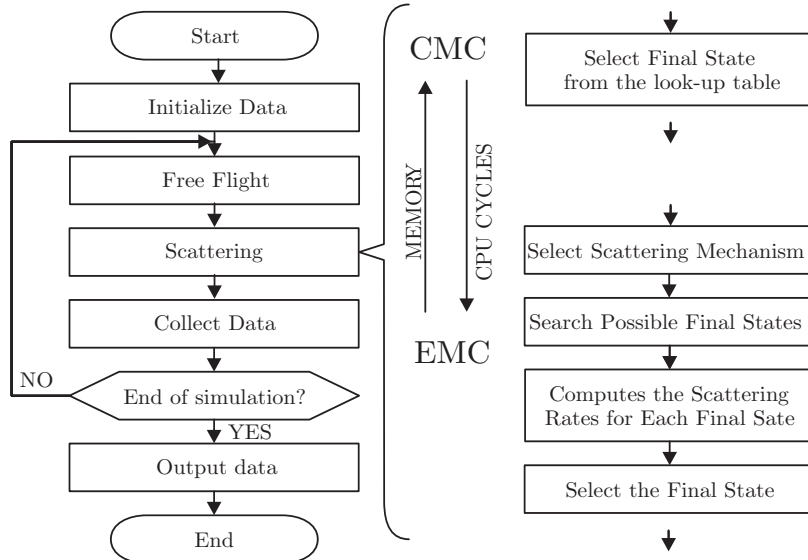 Start
Initialize Data
Free Flight
Scattering
Collect Data
NO
End of simulation?
YES
Output data
End
CMC
MEMORY
CPU CYCLES
EMC
Select Final State
from the look-up table
Select Scattering Mechanism
Search Possible Final States
Computes the Scattering
Rates for Each Final Sate
Select the Final State